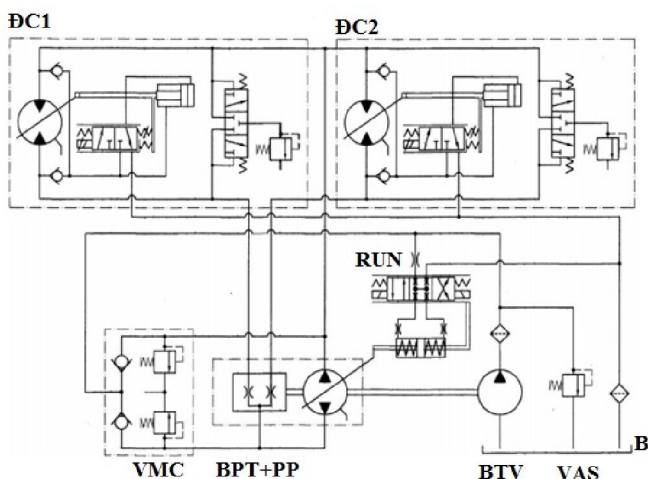 ĐC1
ĐC2
RUN
B
VMC
BPT+PP
BTV
VAS